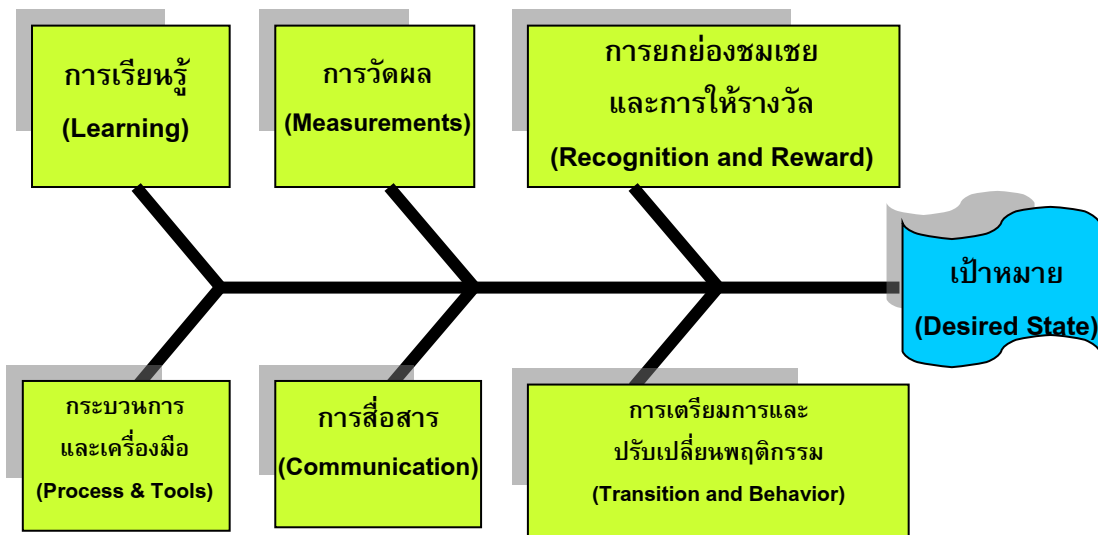 การเรียนรู้
(Learning)
การวัดผล
(Measurements)
การยกย่องชมเชย
และการให้รางวัล
(Recognition and Reward)
เป้าหมาย
(Desired State)
กระบวนการ
และเครื่องมือ
(Process & Tools)
การสื่อสาร
(Communication)
การเตรียมการและ
ปรับเปลี่ยนพฤติกรรม
(Transition and Behavior)